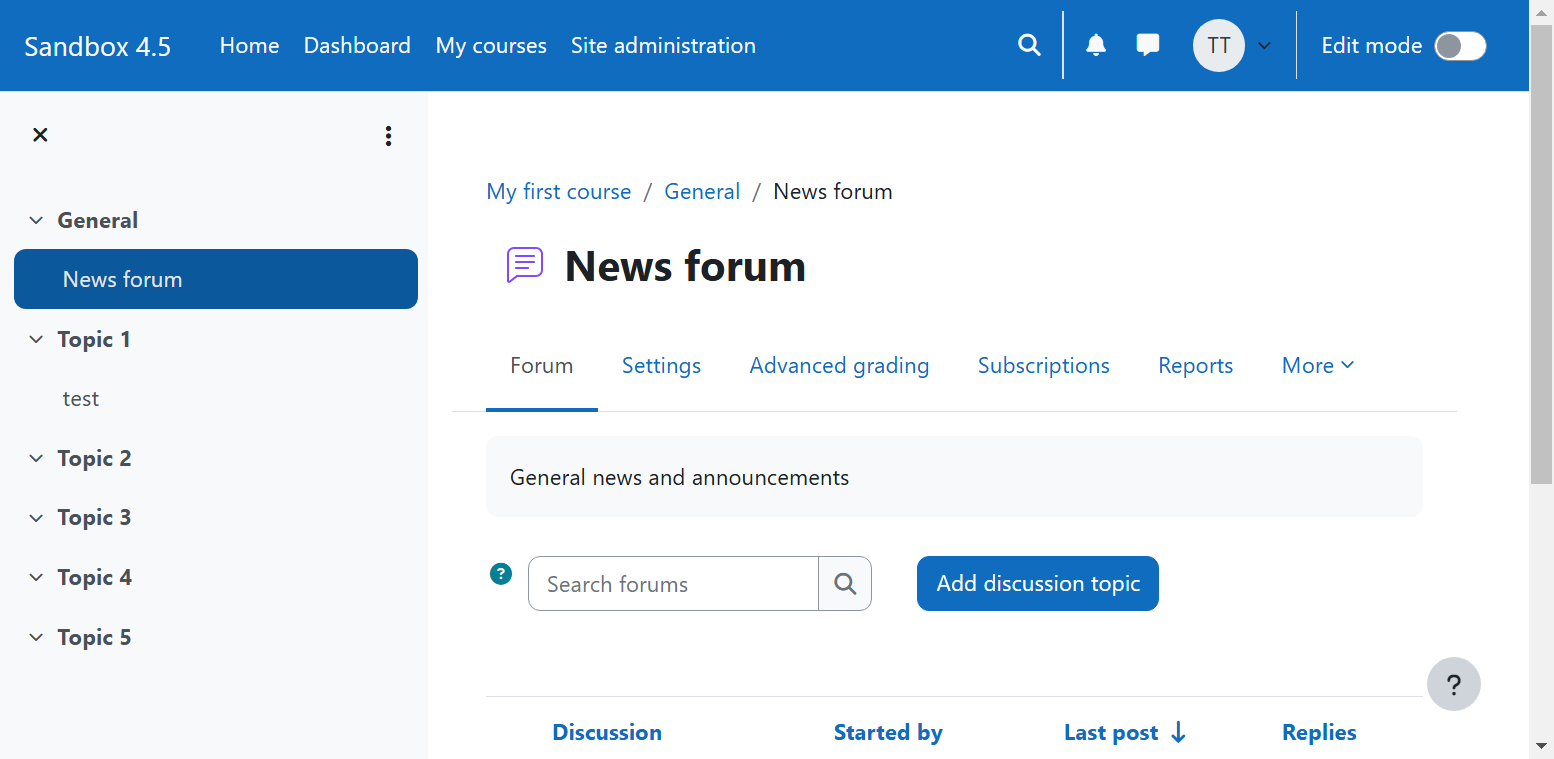 Sandbox 4.5 Home Dashboard My courses Site administration TT Edit mode
General
News forum
Topic 1
test
Topic 2
Topic 3
Topic 4
Topic 5
My first course / General / News forum
News forum
Forum Settings Advanced grading Subscriptions Reports More
General news and announcements
? Search forums Add discussion topic
?
Discussion Started by Last post ↓ Replies